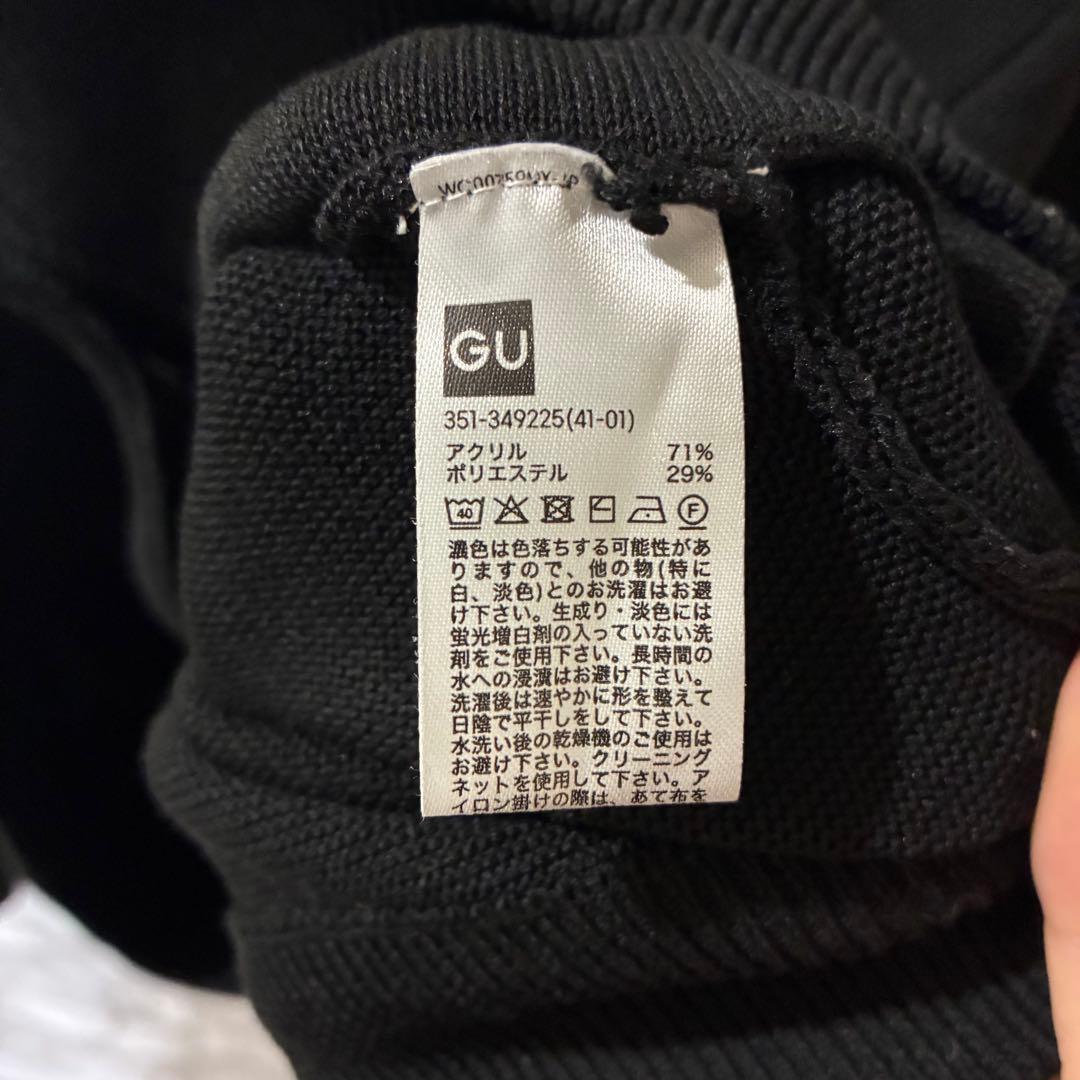 GU
351-349225(41-01)
アクリル 71%
ポリエステル 29%
40 F
濃色は色落ちする可能性があ
りますので、他の物(特に
白、淡色)とのお洗濯はお避
け下さい。生成り・淡色には
蛍光増白剤の入っていない洗
剤をご使用下さい。長時間の
水への浸漬はお避け下さい。
洗濯後は速やかに形を整えて
日陰で平干しをして下さい。
水洗い後の乾燥機のご使用は
お避け下さい。クリーニング
ネットを使用して下さい。ア
イロン掛けの際は、あて布を